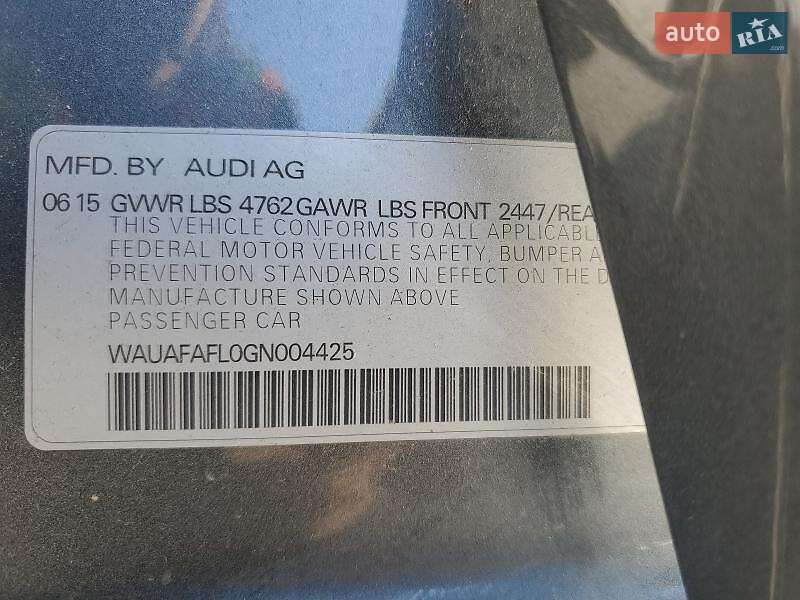 auto RIA
.com
MFD. BY AUDI AG
06 15 GVWR LBS 4762 GAWR LBS FRONT 2447/REA
THIS VEHICLE CONFORMS TO ALL APPLICABLE
FEDERAL MOTOR VEHICLE SAFETY, BUMPER A
PREVENTION STANDARDS IN EFFECT ON THE D
MANUFACTURE SHOWN ABOVE
PASSENGER CAR
WAUAFAFL0GN004425